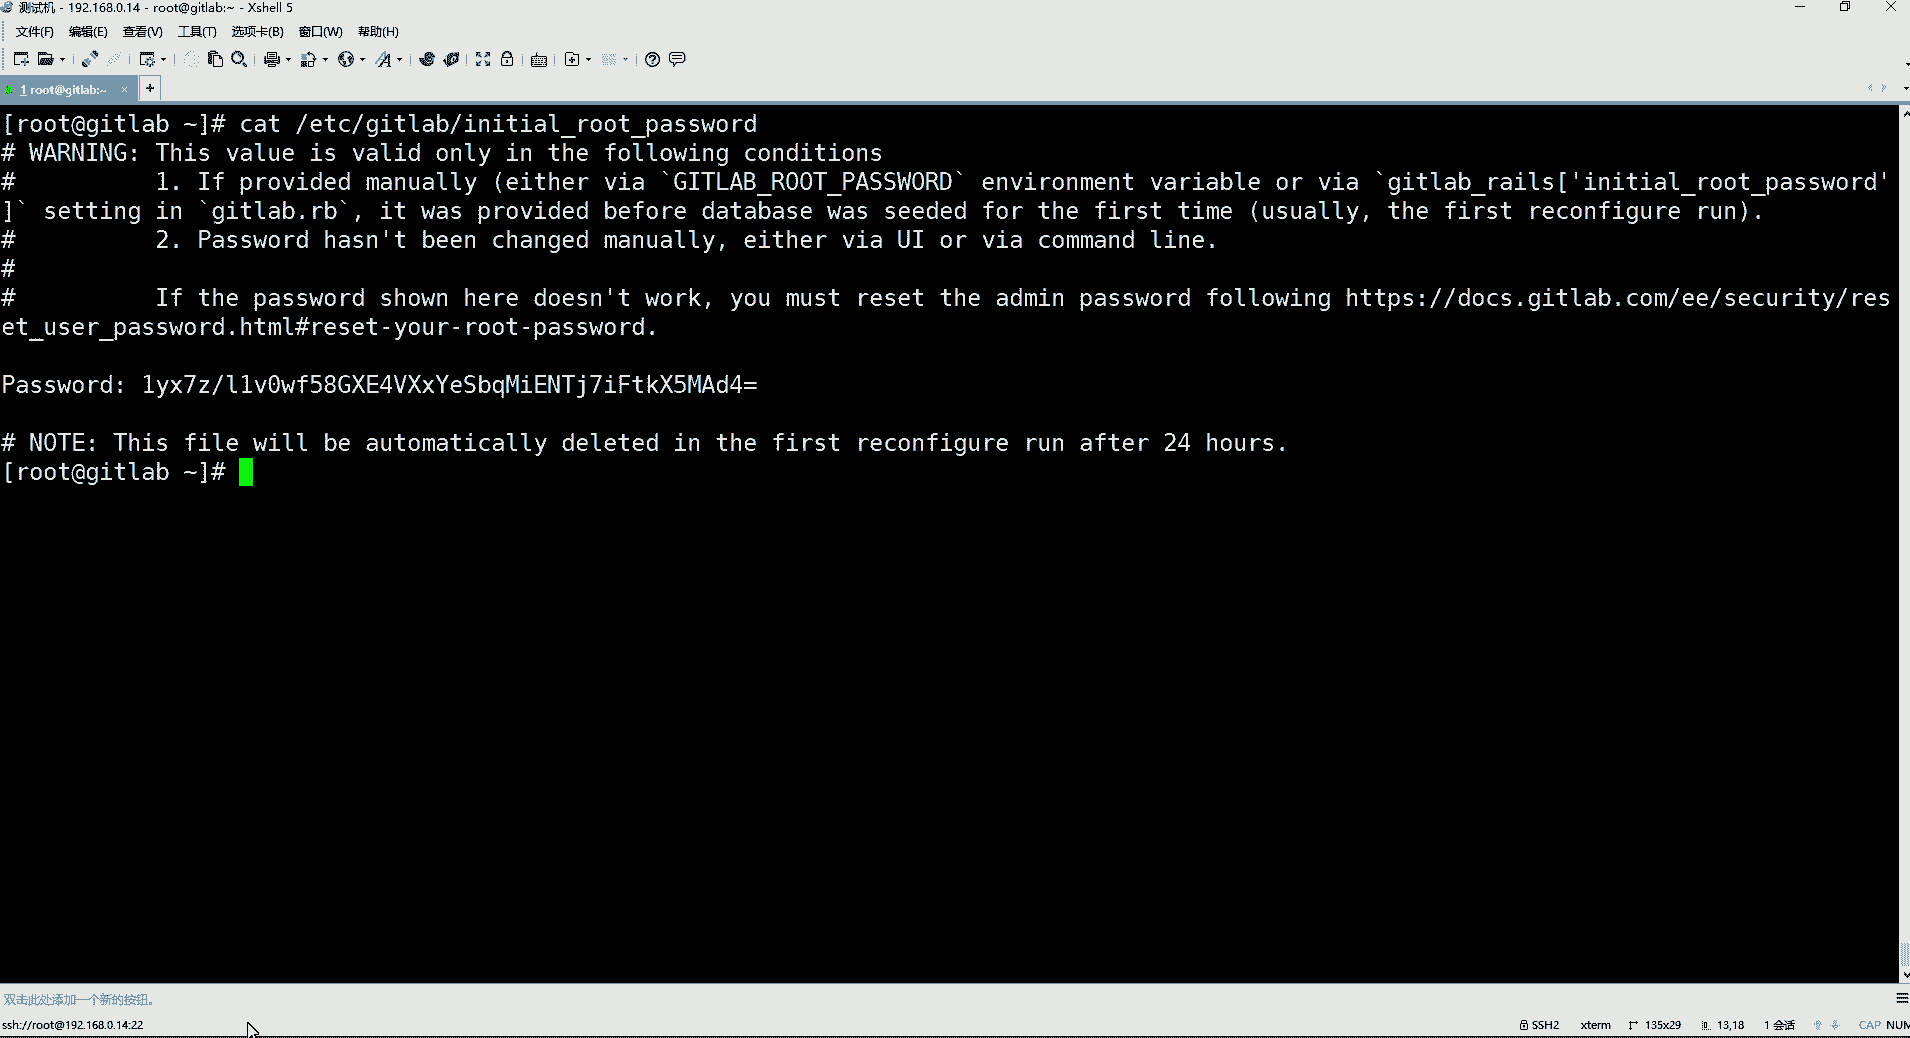 测试机 - 192.168.0.14 - root@gitlab:~ - Xshell 5
文件(F) 编辑(E) 查看(V) 工具(T) 选项卡(B) 窗口(W) 帮助(H)
1 root@gitlab:~ × +
[root@gitlab ~]# cat /etc/gitlab/initial_root_password
# WARNING: This value is valid only in the following conditions
#          1. If provided manually (either via `GITLAB_ROOT_PASSWORD` environment variable or via `gitlab_rails['initial_root_password'
]` setting in `gitlab.rb`, it was provided before database was seeded for the first time (usually, the first reconfigure run).
#          2. Password hasn't been changed manually, either via UI or via command line.
#
#          If the password shown here doesn't work, you must reset the admin password following https://docs.gitlab.com/ee/security/res
et_user_password.html#reset-your-root-password.
Password: 1yx7z/l1v0wf58GXE4VXxYeSbqMiENTj7iFtkX5MAd4=
# NOTE: This file will be automatically deleted in the first reconfigure run after 24 hours.
[root@gitlab ~]#
双击此处添加一个新的按钮。
ssh://root@192.168.0.14:22 SSH2 xterm 135x29 13,18 1 会话 CAP NUM